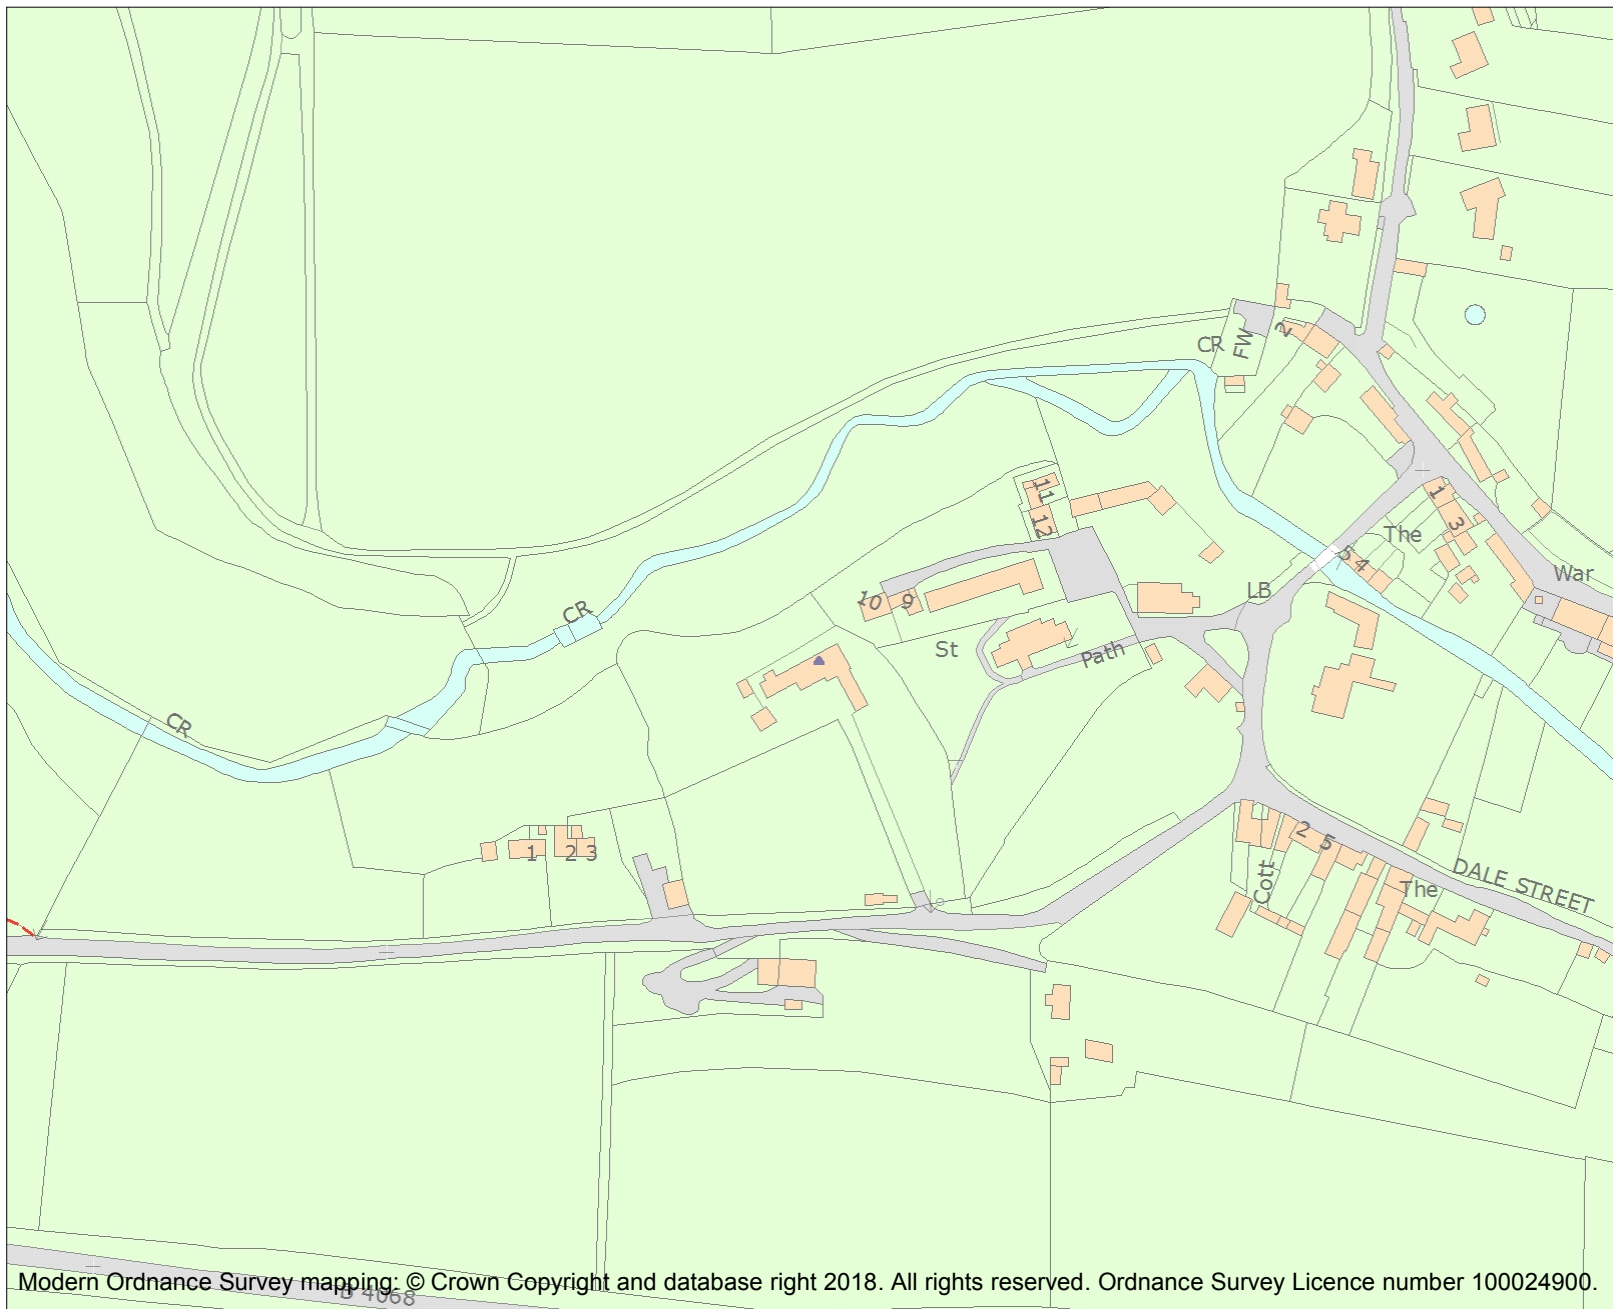 2
CR
FW
11
12
1
3
The
5
4
War
LB
10
9
CR
St
Path
CR
1
2
3
2
5
Cott
The
DALE STREET
Modern Ordnance Survey mapping: © Crown Copyright and database right 2018. All rights reserved. Ordnance Survey Licence number 100024900.
B 4068